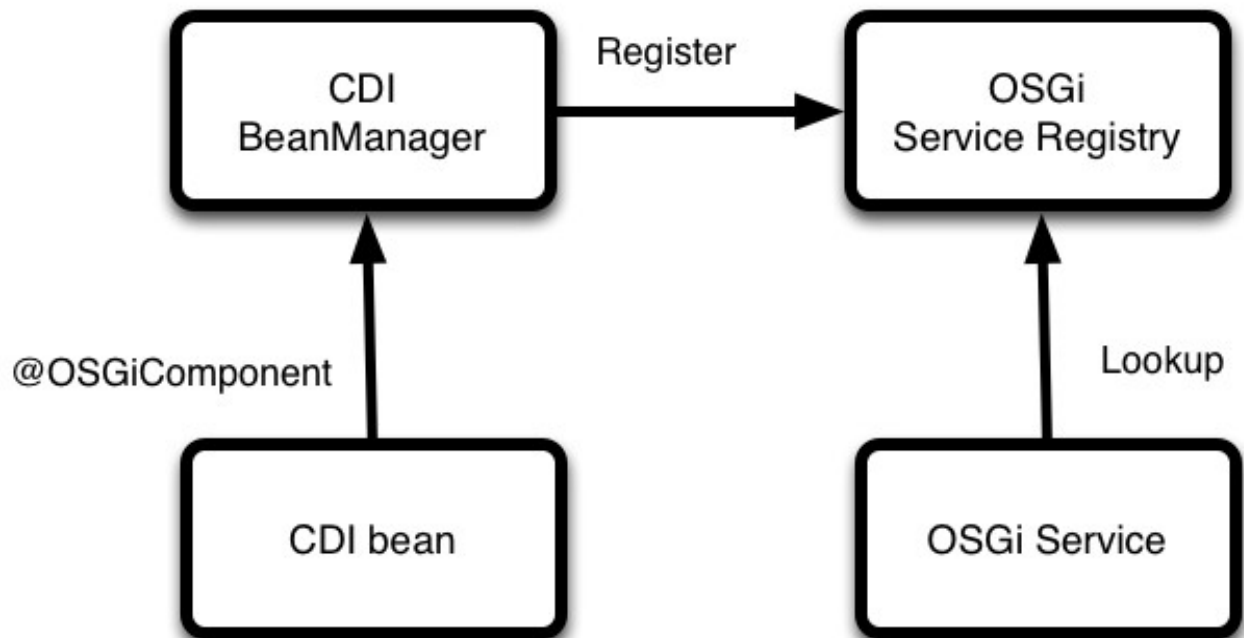 CDI
BeanManager
Register
OSGi
Service Registry
@OSGiComponent
Lookup
CDI bean
OSGi Service